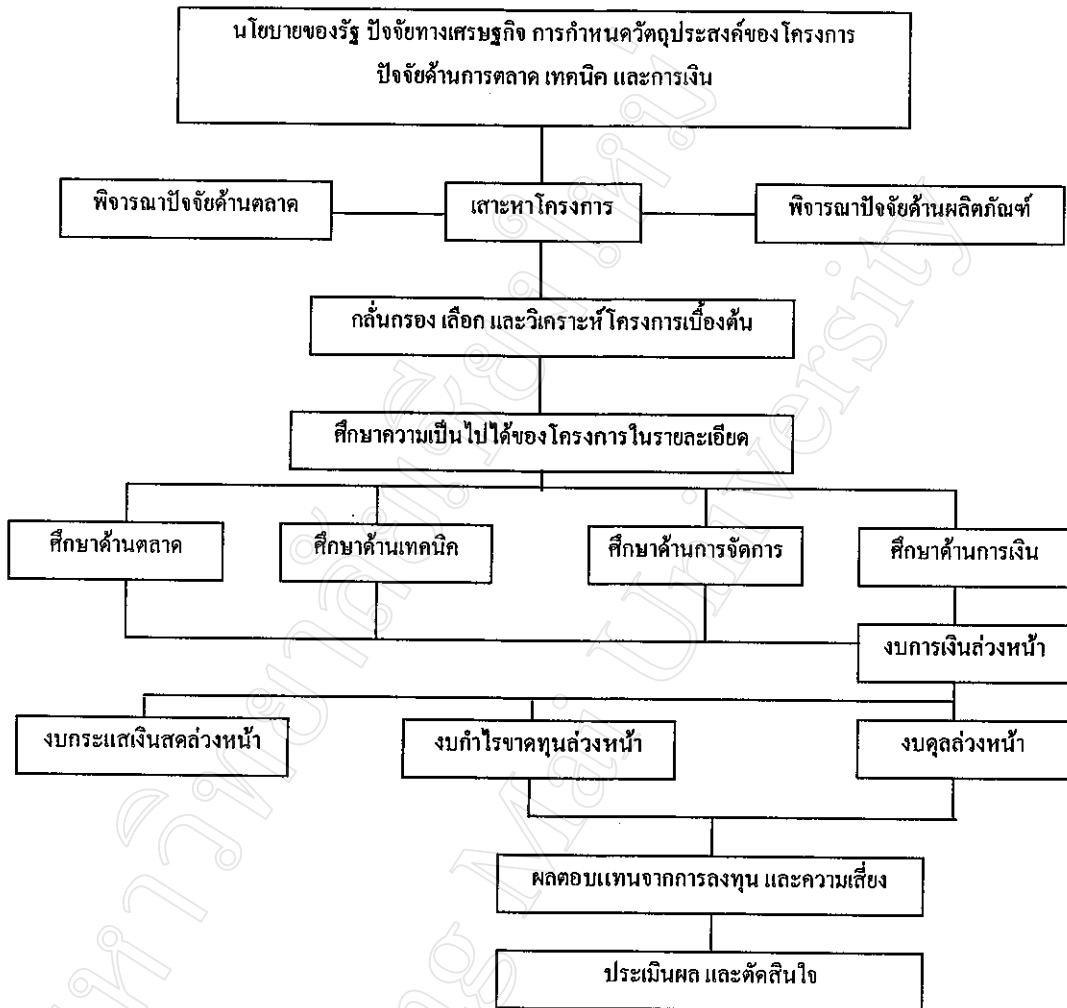 นโยบายของรัฐ ปัจจัยทางเศรษฐกิจ การกำหนดวัตถุประสงค์ของโครงการ
ปัจจัยด้านการตลาด เทคนิค และการเงิน
พิจารณาปัจจัยด้านตลาด
เสาะหาโครงการ
พิจารณาปัจจัยด้านผลิตภัณฑ์
กลั่นกรอง เลือก และวิเคราะห์โครงการเบื้องต้น
ศึกษาความเป็นไปได้ของโครงการในรายละเอียด
ศึกษาด้านตลาด
ศึกษาด้านเทคนิค
ศึกษาด้านการจัดการ
ศึกษาด้านการเงิน
งบการเงินล่วงหน้า
งบกระแสเงินสดล่วงหน้า
งบกำไรขาดทุนล่วงหน้า
งบดุลล่วงหน้า
ผลตอบแทนจากการลงทุน และความเสี่ยง
ประเมินผล และตัดสินใจ
มหาวิทยาลัยเชียงใหม่
Mai University